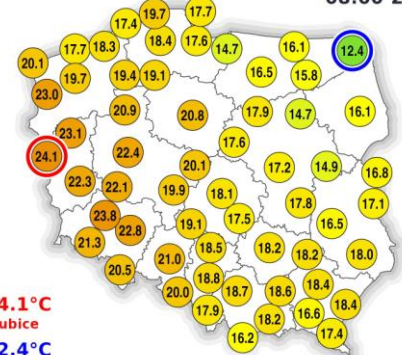 17.4 19.7 17.7
20.1 17.7 18.3 18.4 17.6 14.7 16.1 12.4
23.0 19.7 19.4 19.1 16.5 15.8
20.9 20.8 17.9 14.7 16.1
23.1 17.6
24.1 22.4 20.1 17.2 14.9 16.8
22.3 22.1 19.9 18.1 17.8 17.1
23.8 22.8 19.1 17.5 16.5
21.3 18.5 18.2 18.2 18.0
20.5 21.0
20.0 18.8 18.7 18.6 18.4
17.9 18.2 16.6 18.4
16.2 17.4
4.1°C
ubice
2.4°C